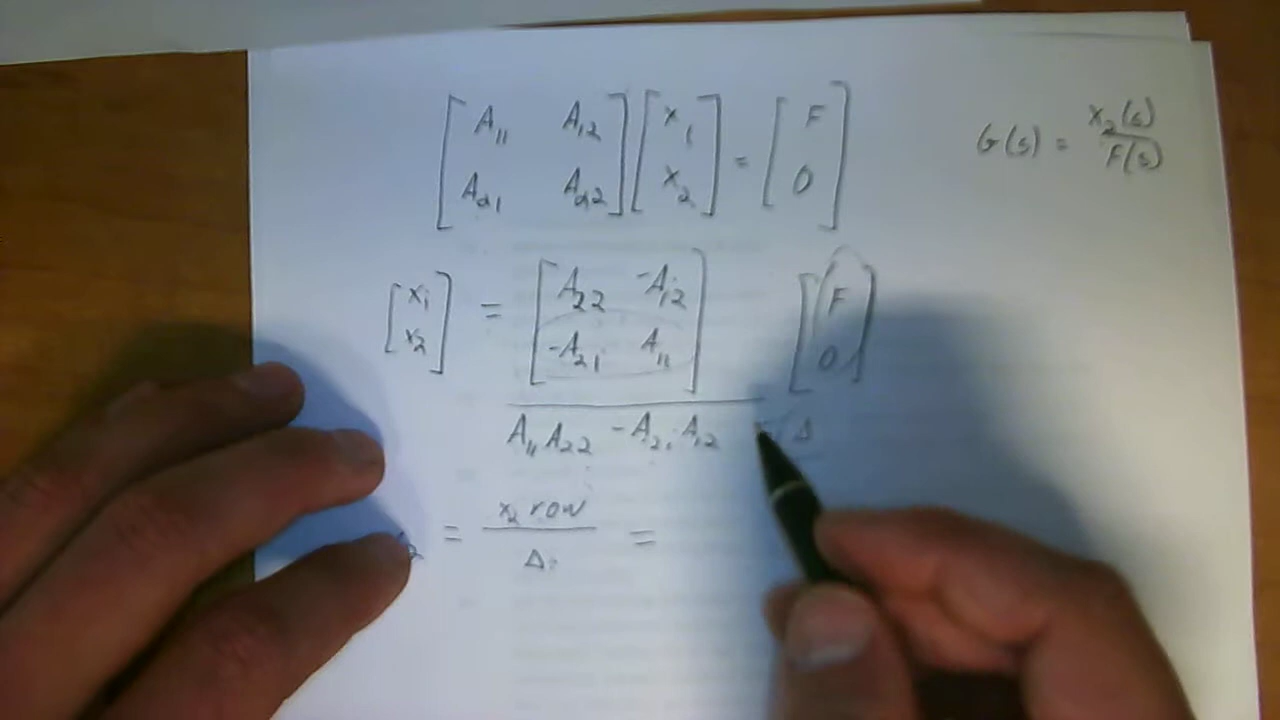 [A₁₁ A₁₂] [x₁] = [F] G(s) = x₂(s)/F(s)
[A₂₁ A₂₂] [x₂] [0]
[x₁] = [A₂₂ -A₁₂] [F]
[x₂] [-A₂₁ A₁₁] [0]
A₁₁A₂₂ - A₂₁A₁₂ = Δ
₂ = x₂ row =
Δ